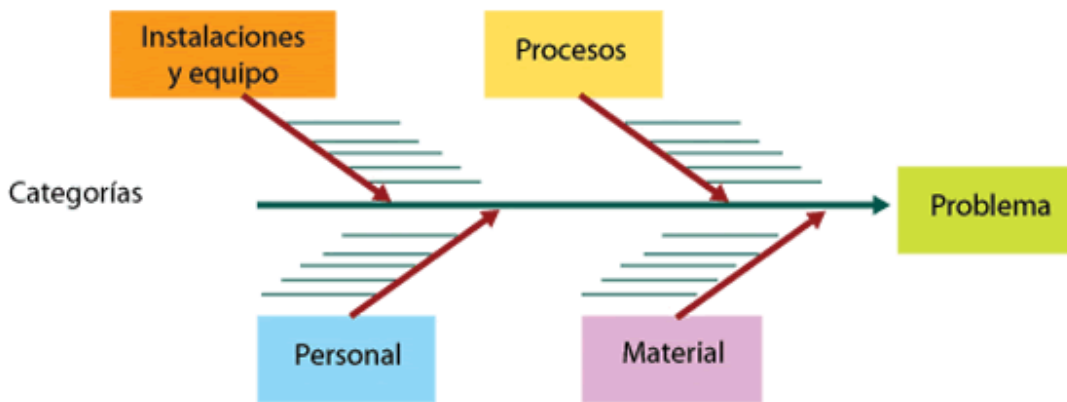 Instalaciones
y equipo
Procesos
Categorías
Problema
Personal
Material